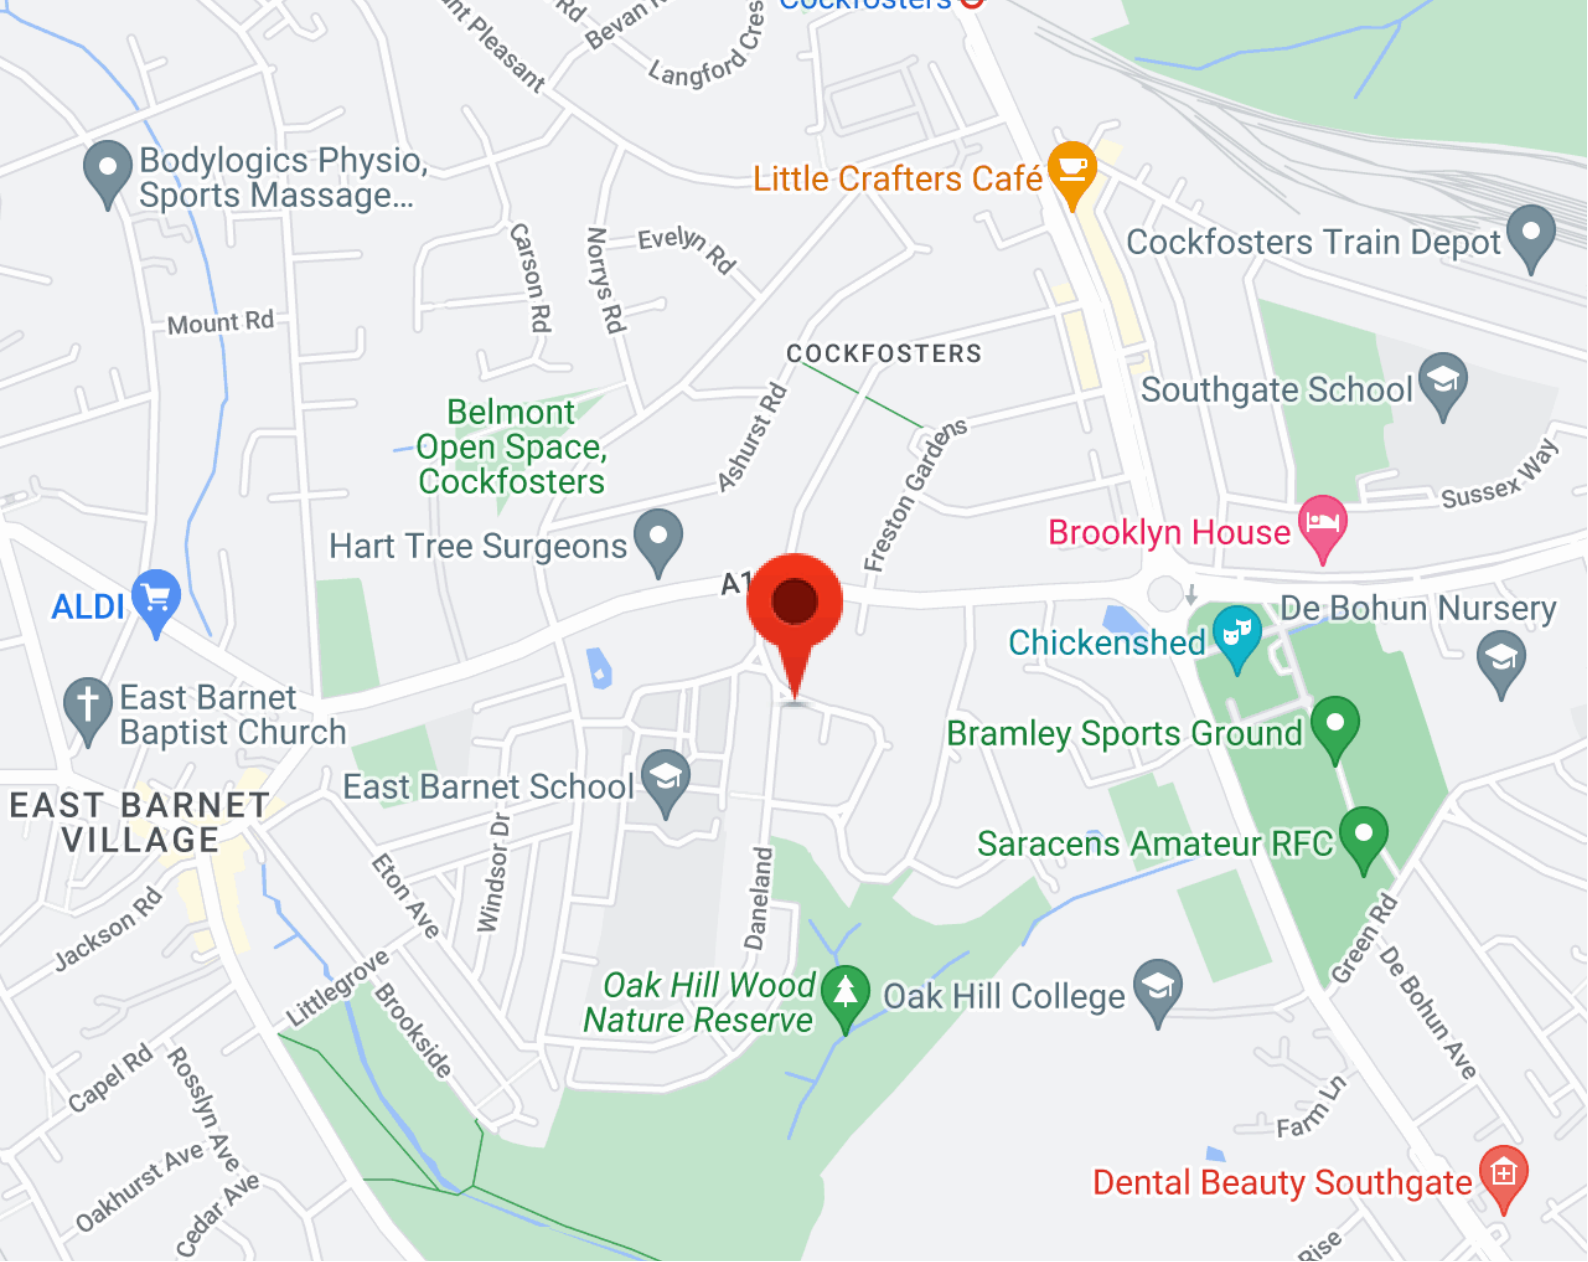 Cockfosters
Rd
Bevan R
nt Pleasant
Langford Cres
Bodylogics Physio,
Sports Massage...
Little Crafters Café
Carson Rd
Norrys Rd
Evelyn Rd
Cockfosters Train Depot
Mount Rd
COCKFOSTERS
Southgate School
Belmont
Open Space,
Cockfosters
Ashurst Rd
Freston Gardens
Sussex Way
Hart Tree Surgeons
Brooklyn House
A1
ALDI
De Bohun Nursery
Chickenshed
East Barnet
Baptist Church
Bramley Sports Ground
East Barnet School
EAST BARNET
VILLAGE
Windsor Dr
Saracens Amateur RFC
Eton Ave
Daneland
Jackson Rd
Green Rd
Littlegrove
Brookside
Oak Hill Wood
Nature Reserve
Oak Hill College
De Bohun Ave
Capel Rd
Rosslyn Ave
Farm Ln
Oakhurst Ave
Cedar Ave
Dental Beauty Southgate
Rise